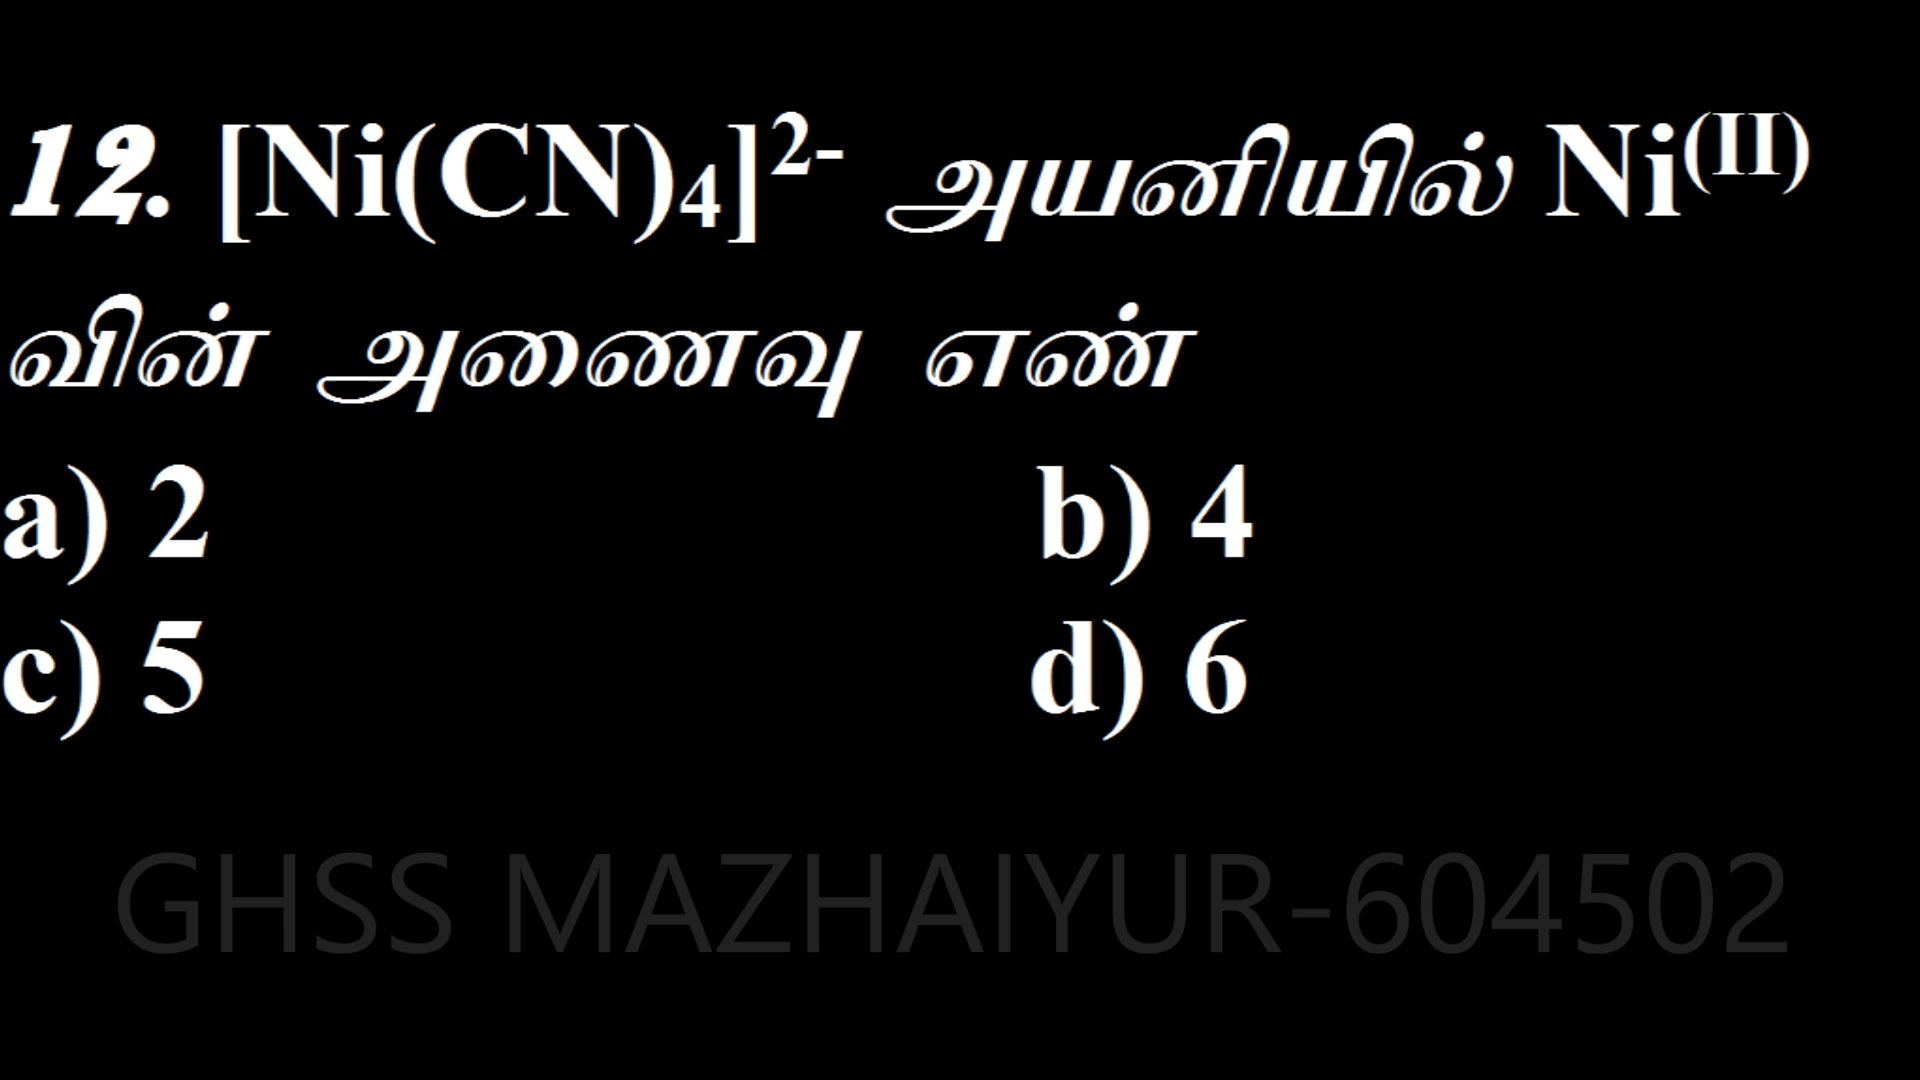 12. [Ni(CN)₄]²⁻ அயனியில் Ni⁽ᴵᴵ⁾
வின் அணைவு எண்
a) 2 b) 4
c) 5 d) 6
GHSS MAZHAIYUR-604502